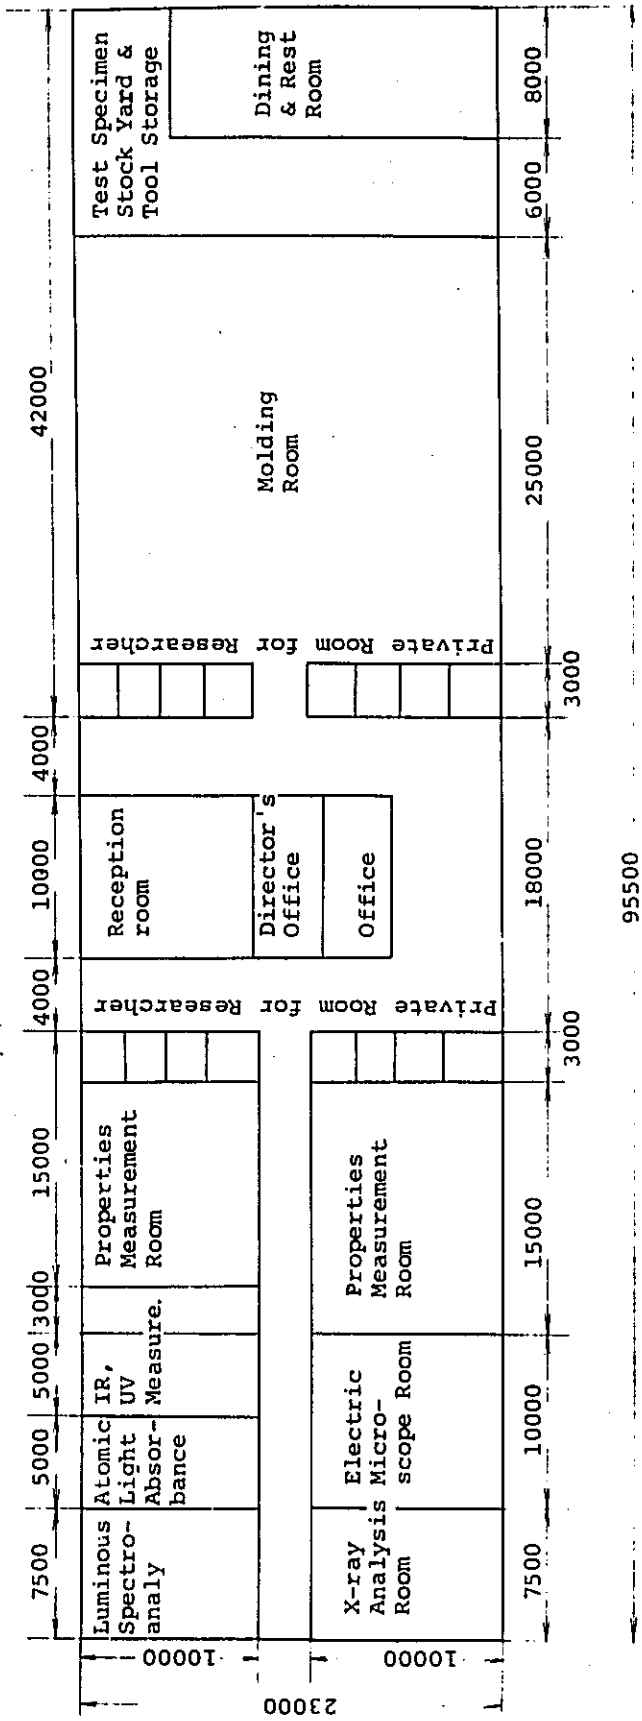 7500
5000
5000
3000
15000
4000
10000
4000
42000
Luminous
Spectro-
analy
Atomic
Light
Absor-
bance
IR,
UV
Measure.
Properties
Measurement
Room
Private Room for Researcher
Reception
room
Director's
Office
Office
Private Room for Researcher
Molding
Room
Test Specimen
Stock Yard &
Tool Storage
Dining
& Rest
Room
X-ray
Analysis
Room
Electric
Micro-
scope Room
Properties
Measurement
Room
10000
10000
23000
7500
10000
15000
3000
18000
3000
25000
6000
8000
95500